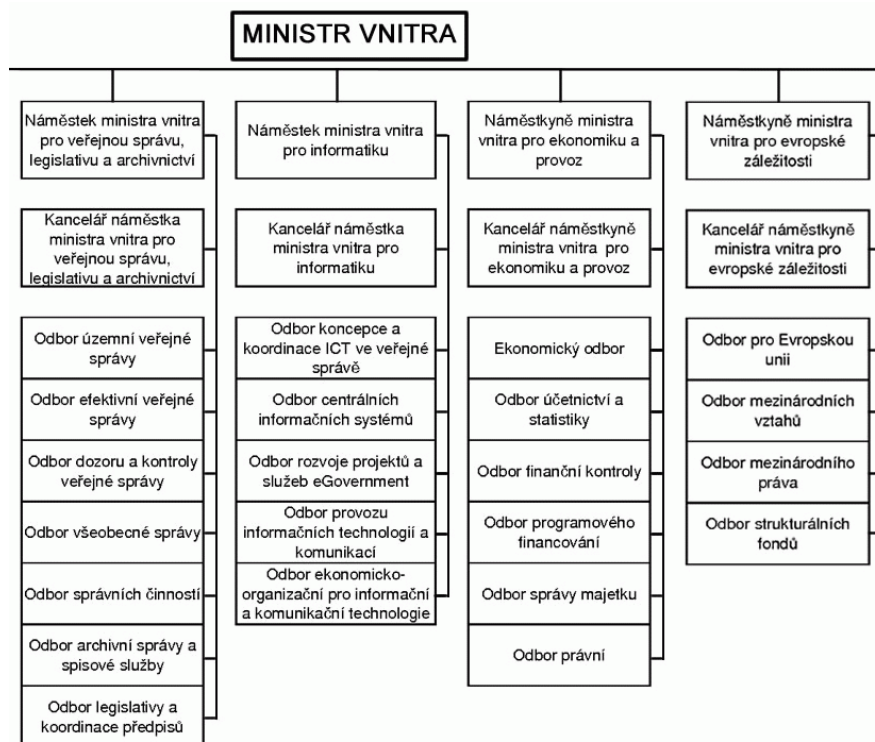 MINISTR VNITRA
Náměstek ministra vnitra
pro veřejnou správu,
legislativu a archivnictví
Kancelář náměstka
ministra vnitra pro
veřejnou správu,
legislativu a archivnictví
Odbor územní veřejné
správy
Odbor efektivní veřejné
správy
Odbor dozoru a kontroly
veřejné správy
Odbor všeobecné správy
Odbor správních činností
Odbor archivní správy a
spisové služby
Odbor legislativy a
koordinace předpisů
Náměstek ministra vnitra
pro informatiku
Kancelář náměstka
ministra vnitra pro
informatiku
Odbor koncepce a
koordinace ICT ve veřejné
správě
Odbor centrálních
informačních systémů
Odbor rozvoje projektů a
služeb eGovernment
Odbor provozu
informačních technologií a
komunikací
Odbor ekonomicko-
organizační pro informační
a komunikační technologie
Náměstkyně ministra
vnitra pro ekonomiku a
provoz
Kancelář náměstkyně
ministra vnitra pro
ekonomiku a provoz
Ekonomický odbor
Odbor účetnictví a
statistiky
Odbor finanční kontroly
Odbor programového
financování
Odbor správy majetku
Odbor právní
Náměstkyně ministra
vnitra pro evropské
záležitosti
Kancelář náměstkyně
ministra vnitra pro
evropské záležitosti
Odbor pro Evropskou
unii
Odbor mezinárodních
vztahů
Odbor mezinárodního
práva
Odbor strukturálních
fondů